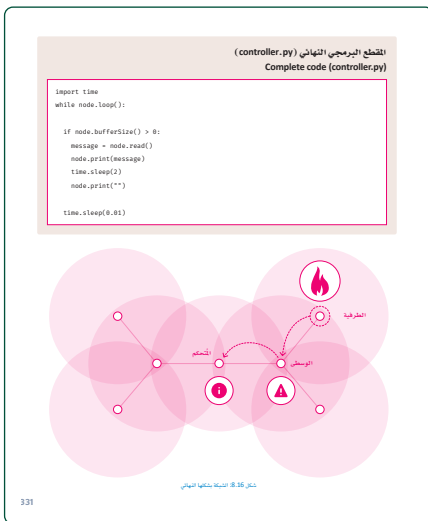 المقطع البرمجي النهائي (controller.py)
Complete code (controller.py)
import time
while node.loop():
if node.bufferSize() > 0:
message = node.read()
node.print(message)
time.sleep(2)
node.print("")
time.sleep(0.01)
الطرفية
المُتحكم
الوسطى
شكل 8.16: الشبكة بشكلها النهائي
331